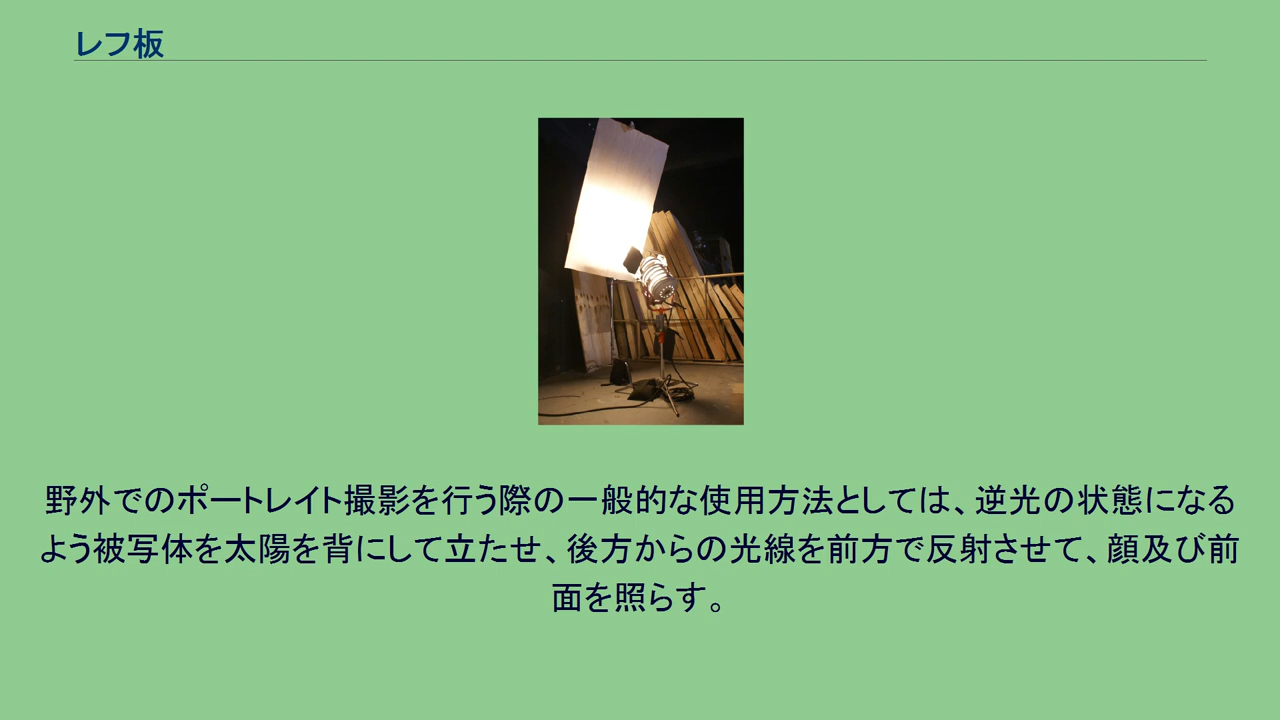 レフ板
野外でのポートレイト撮影を行う際の一般的な使用方法としては、逆光の状態になる
よう被写体を太陽を背にして立たせ、後方からの光線を前方で反射させて、顔及び前
面を照らす。